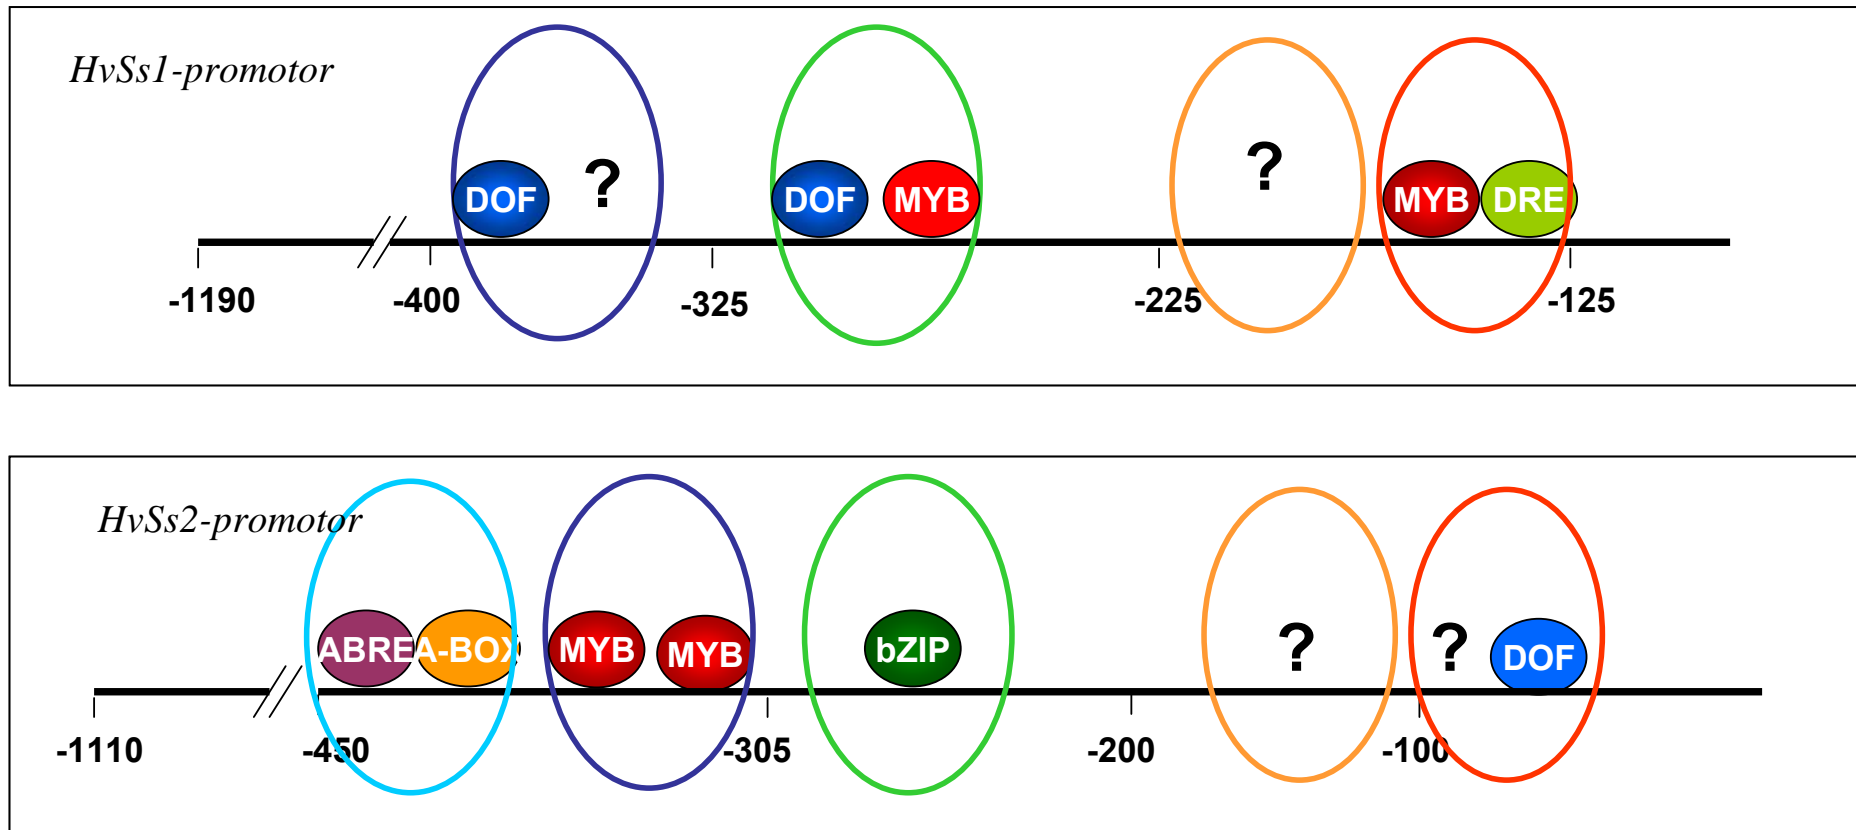 HvSs1-promotor
?
?
DOF
DOF
MYB
MYB
DRE
-1190
-400
-325
-225
-125
HvSs2-promotor
ABRE
A-BOX
MYB
MYB
bZIP
?
?
DOF
-1110
-450
-305
-200
-100